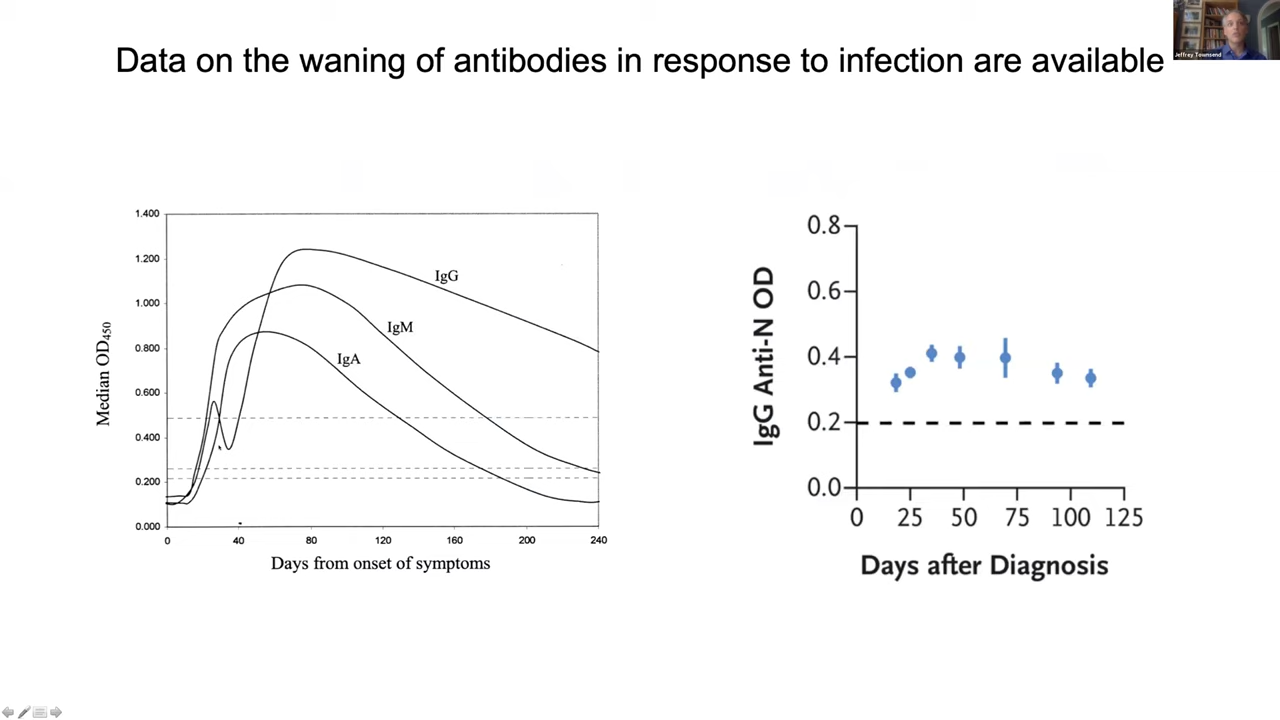 Data on the waning of antibodies in response to infection are available
Jeffrey Townsend
1.400
1.200
1.000
0.800
0.600
0.400
0.200
0.000
Median OD450
IgG
IgM
IgA
0 40 80 120 160 200 240
Days from onset of symptoms
0.8
0.6
0.4
0.2
0.0
IgG Anti-N OD
0 25 50 75 100 125
Days after Diagnosis